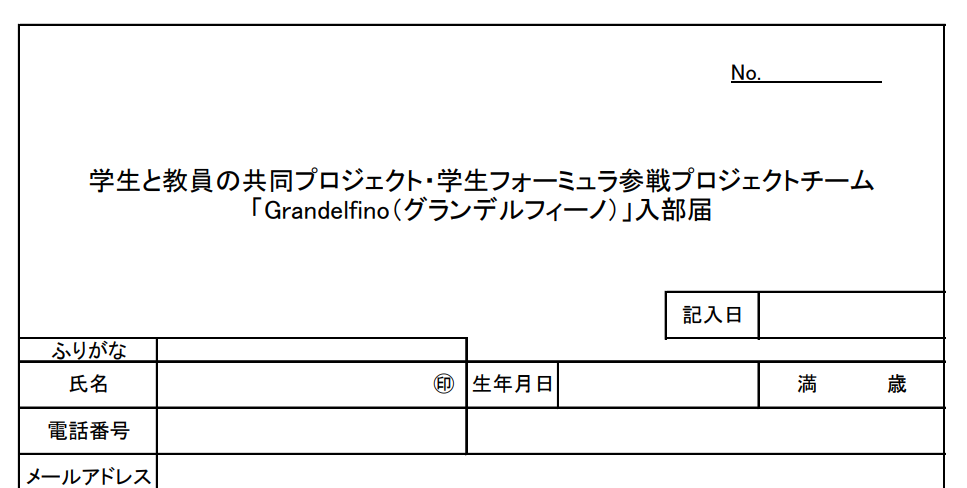 No.
学生と教員の共同プロジェクト・学生フォーミュラ参戦プロジェクトチーム
「Grandelfino（グランデルフィーノ）」入部届
記入日
ふりがな
氏名 ㊞ 生年月日 満 歳
電話番号
メールアドレス